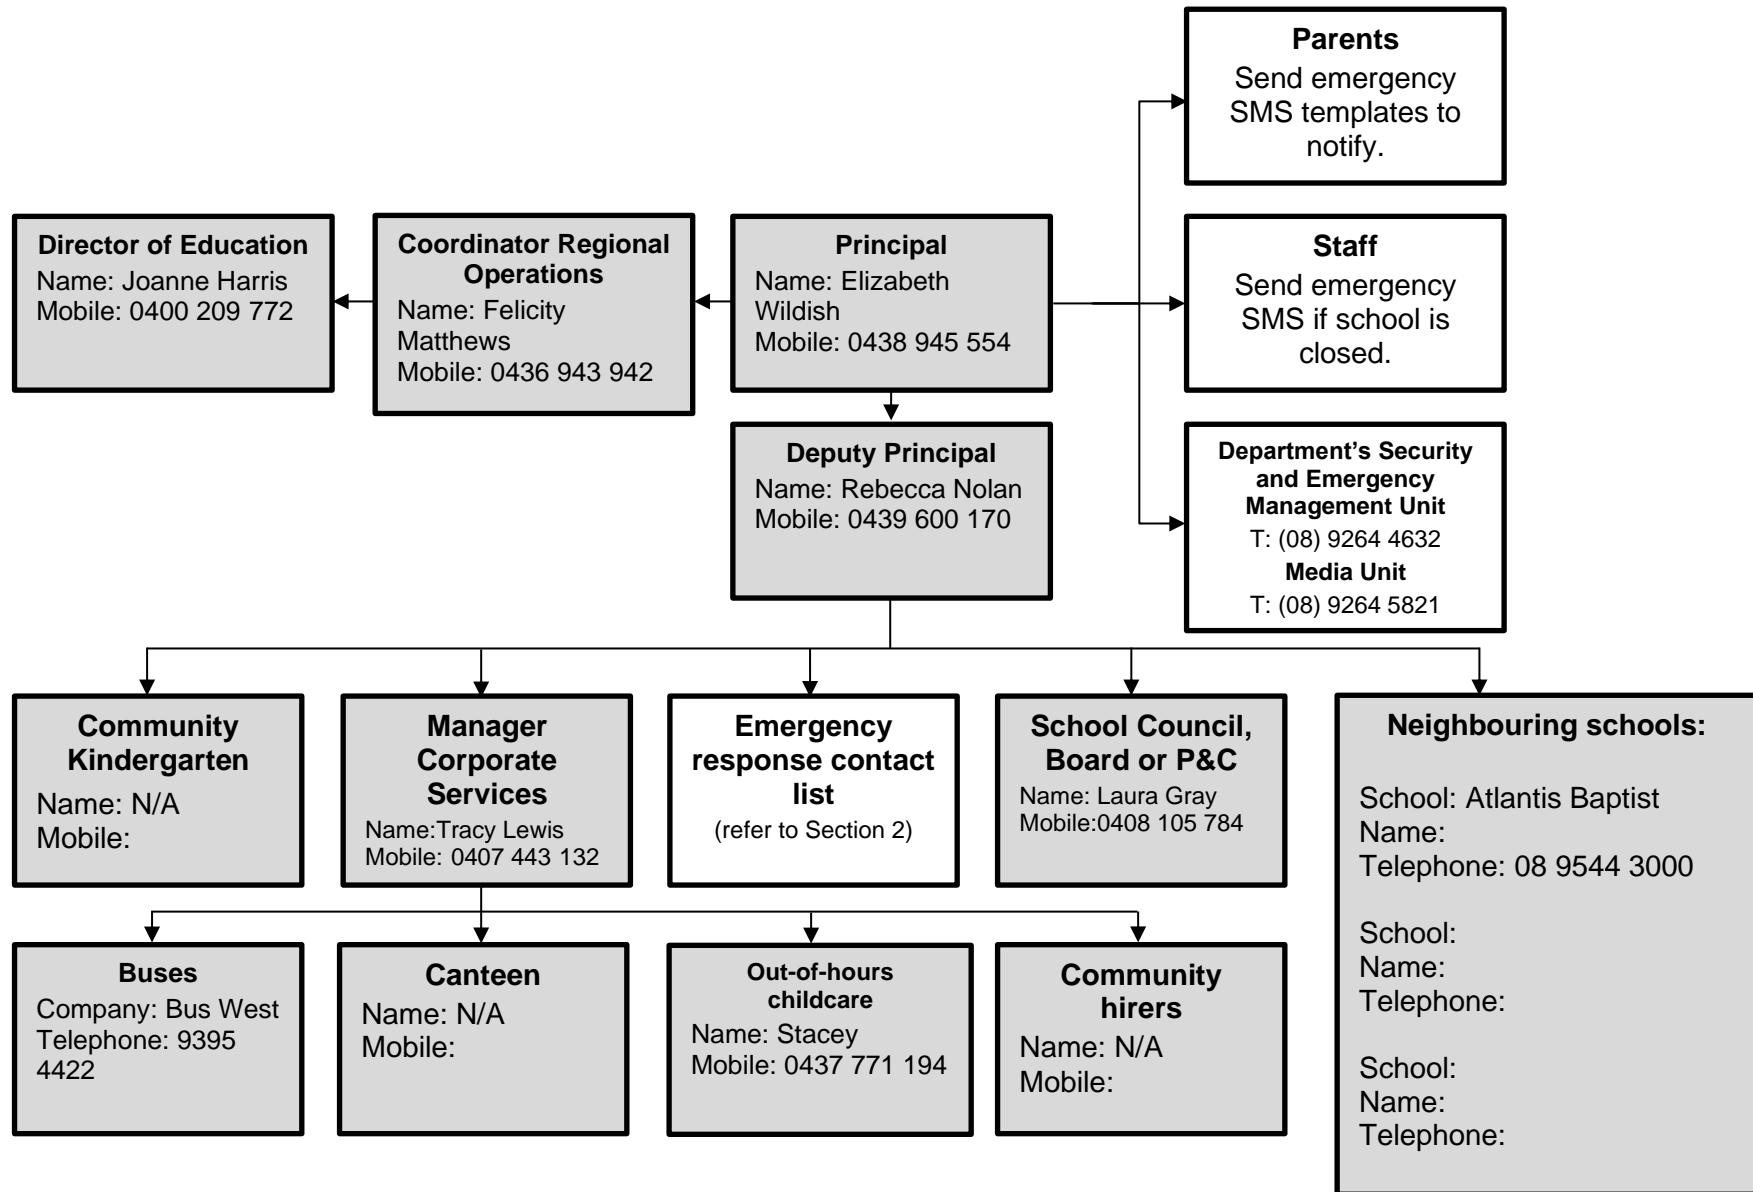 Parents
Send emergency
SMS templates to
notify.
Director of Education
Name: Joanne Harris
Mobile: 0400 209 772
Coordinator Regional
Operations
Name: Felicity
Matthews
Mobile: 0436 943 942
Principal
Name: Elizabeth
Wildish
Mobile: 0438 945 554
Staff
Send emergency
SMS if school is
closed.
Deputy Principal
Name: Rebecca Nolan
Mobile: 0439 600 170
Department’s Security
and Emergency
Management Unit
T: (08) 9264 4632
Media Unit
T: (08) 9264 5821
Community
Kindergarten
Name: N/A
Mobile:
Manager
Corporate
Services
Name:Tracy Lewis
Mobile: 0407 443 132
Emergency
response contact
list
(refer to Section 2)
School Council,
Board or P&C
Name: Laura Gray
Mobile:0408 105 784
Neighbouring schools:
School: Atlantis Baptist
Name:
Telephone: 08 9544 3000
School:
Name:
Telephone:
School:
Name:
Telephone:
Buses
Company: Bus West
Telephone: 9395
4422
Canteen
Name: N/A
Mobile:
Out-of-hours
childcare
Name: Stacey
Mobile: 0437 771 194
Community
hirers
Name: N/A
Mobile: